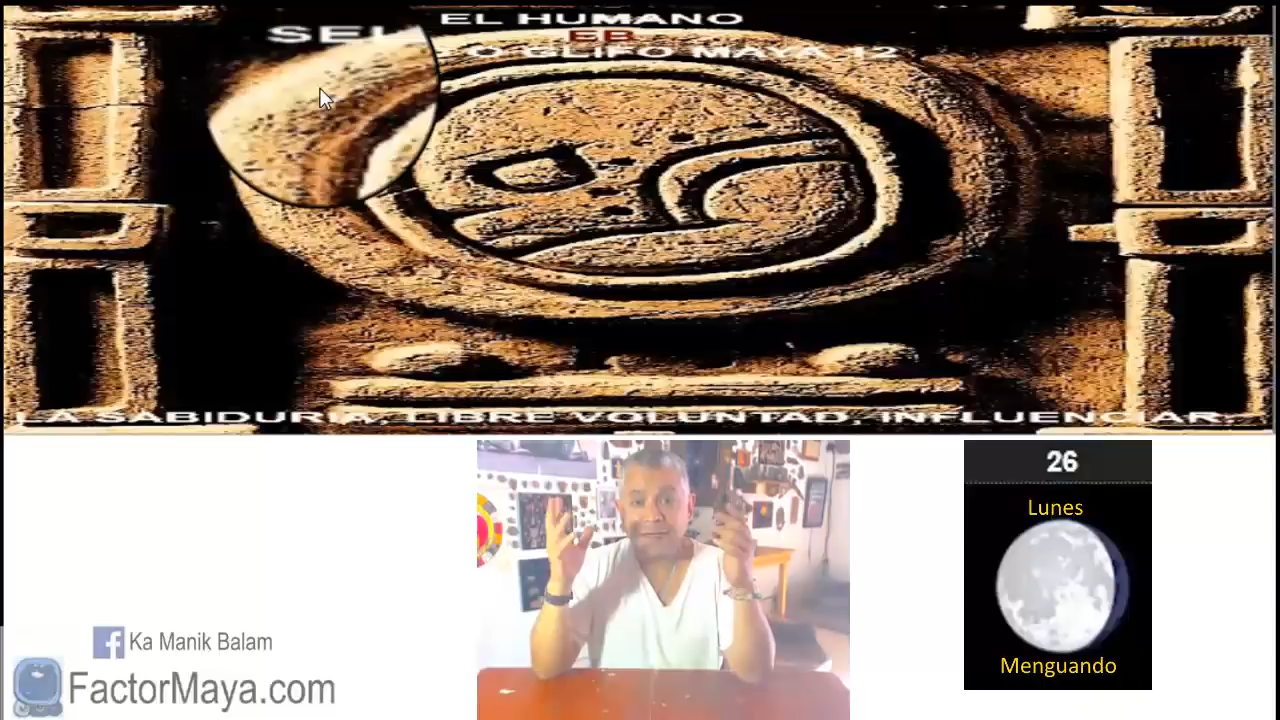 EL HUMANO
EB
O GLIFO MAYA 12
LA SABIDURIA, LIBRE VOLUNTAD, INFLUENCIAR.
26
Lunes
Menguando
Ka Manik Balam
FactorMaya.com